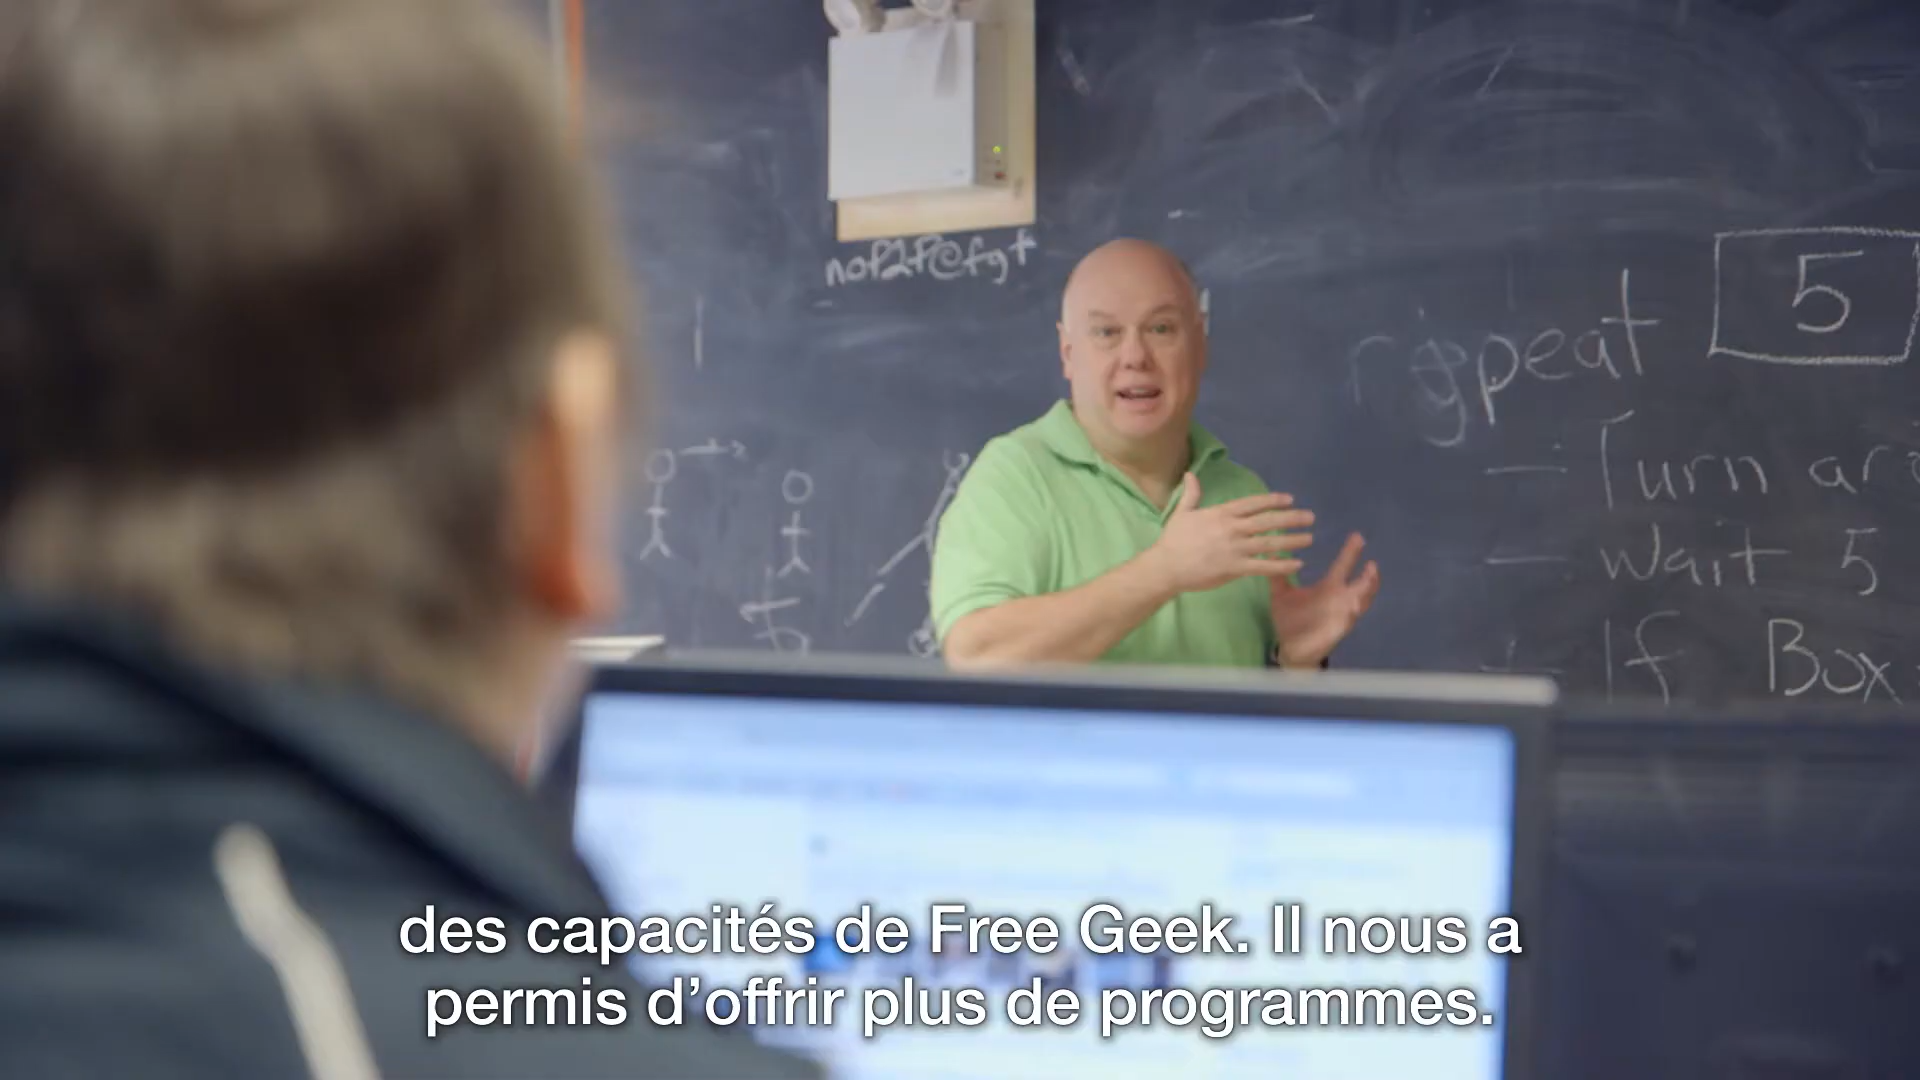 nof2f@fgt
repeat 5
- Turn
- Wait 5
- If Box
des capacités de Free Geek. Il nous a
permis d’offrir plus de programmes.